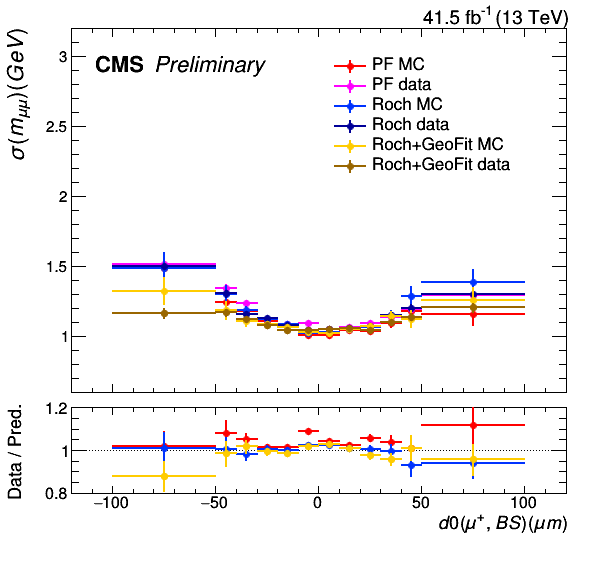 41.5 fb⁻¹ (13 TeV)
σ(m_μμ)(GeV)
CMS Preliminary
PF MC
PF data
Roch MC
Roch data
Roch+GeoFit MC
Roch+GeoFit data
3
2.5
2
1.5
1
Data / Pred.
1.2
1
0.8
−100 −50 0 50 100
d0(μ⁺, BS)(μm)